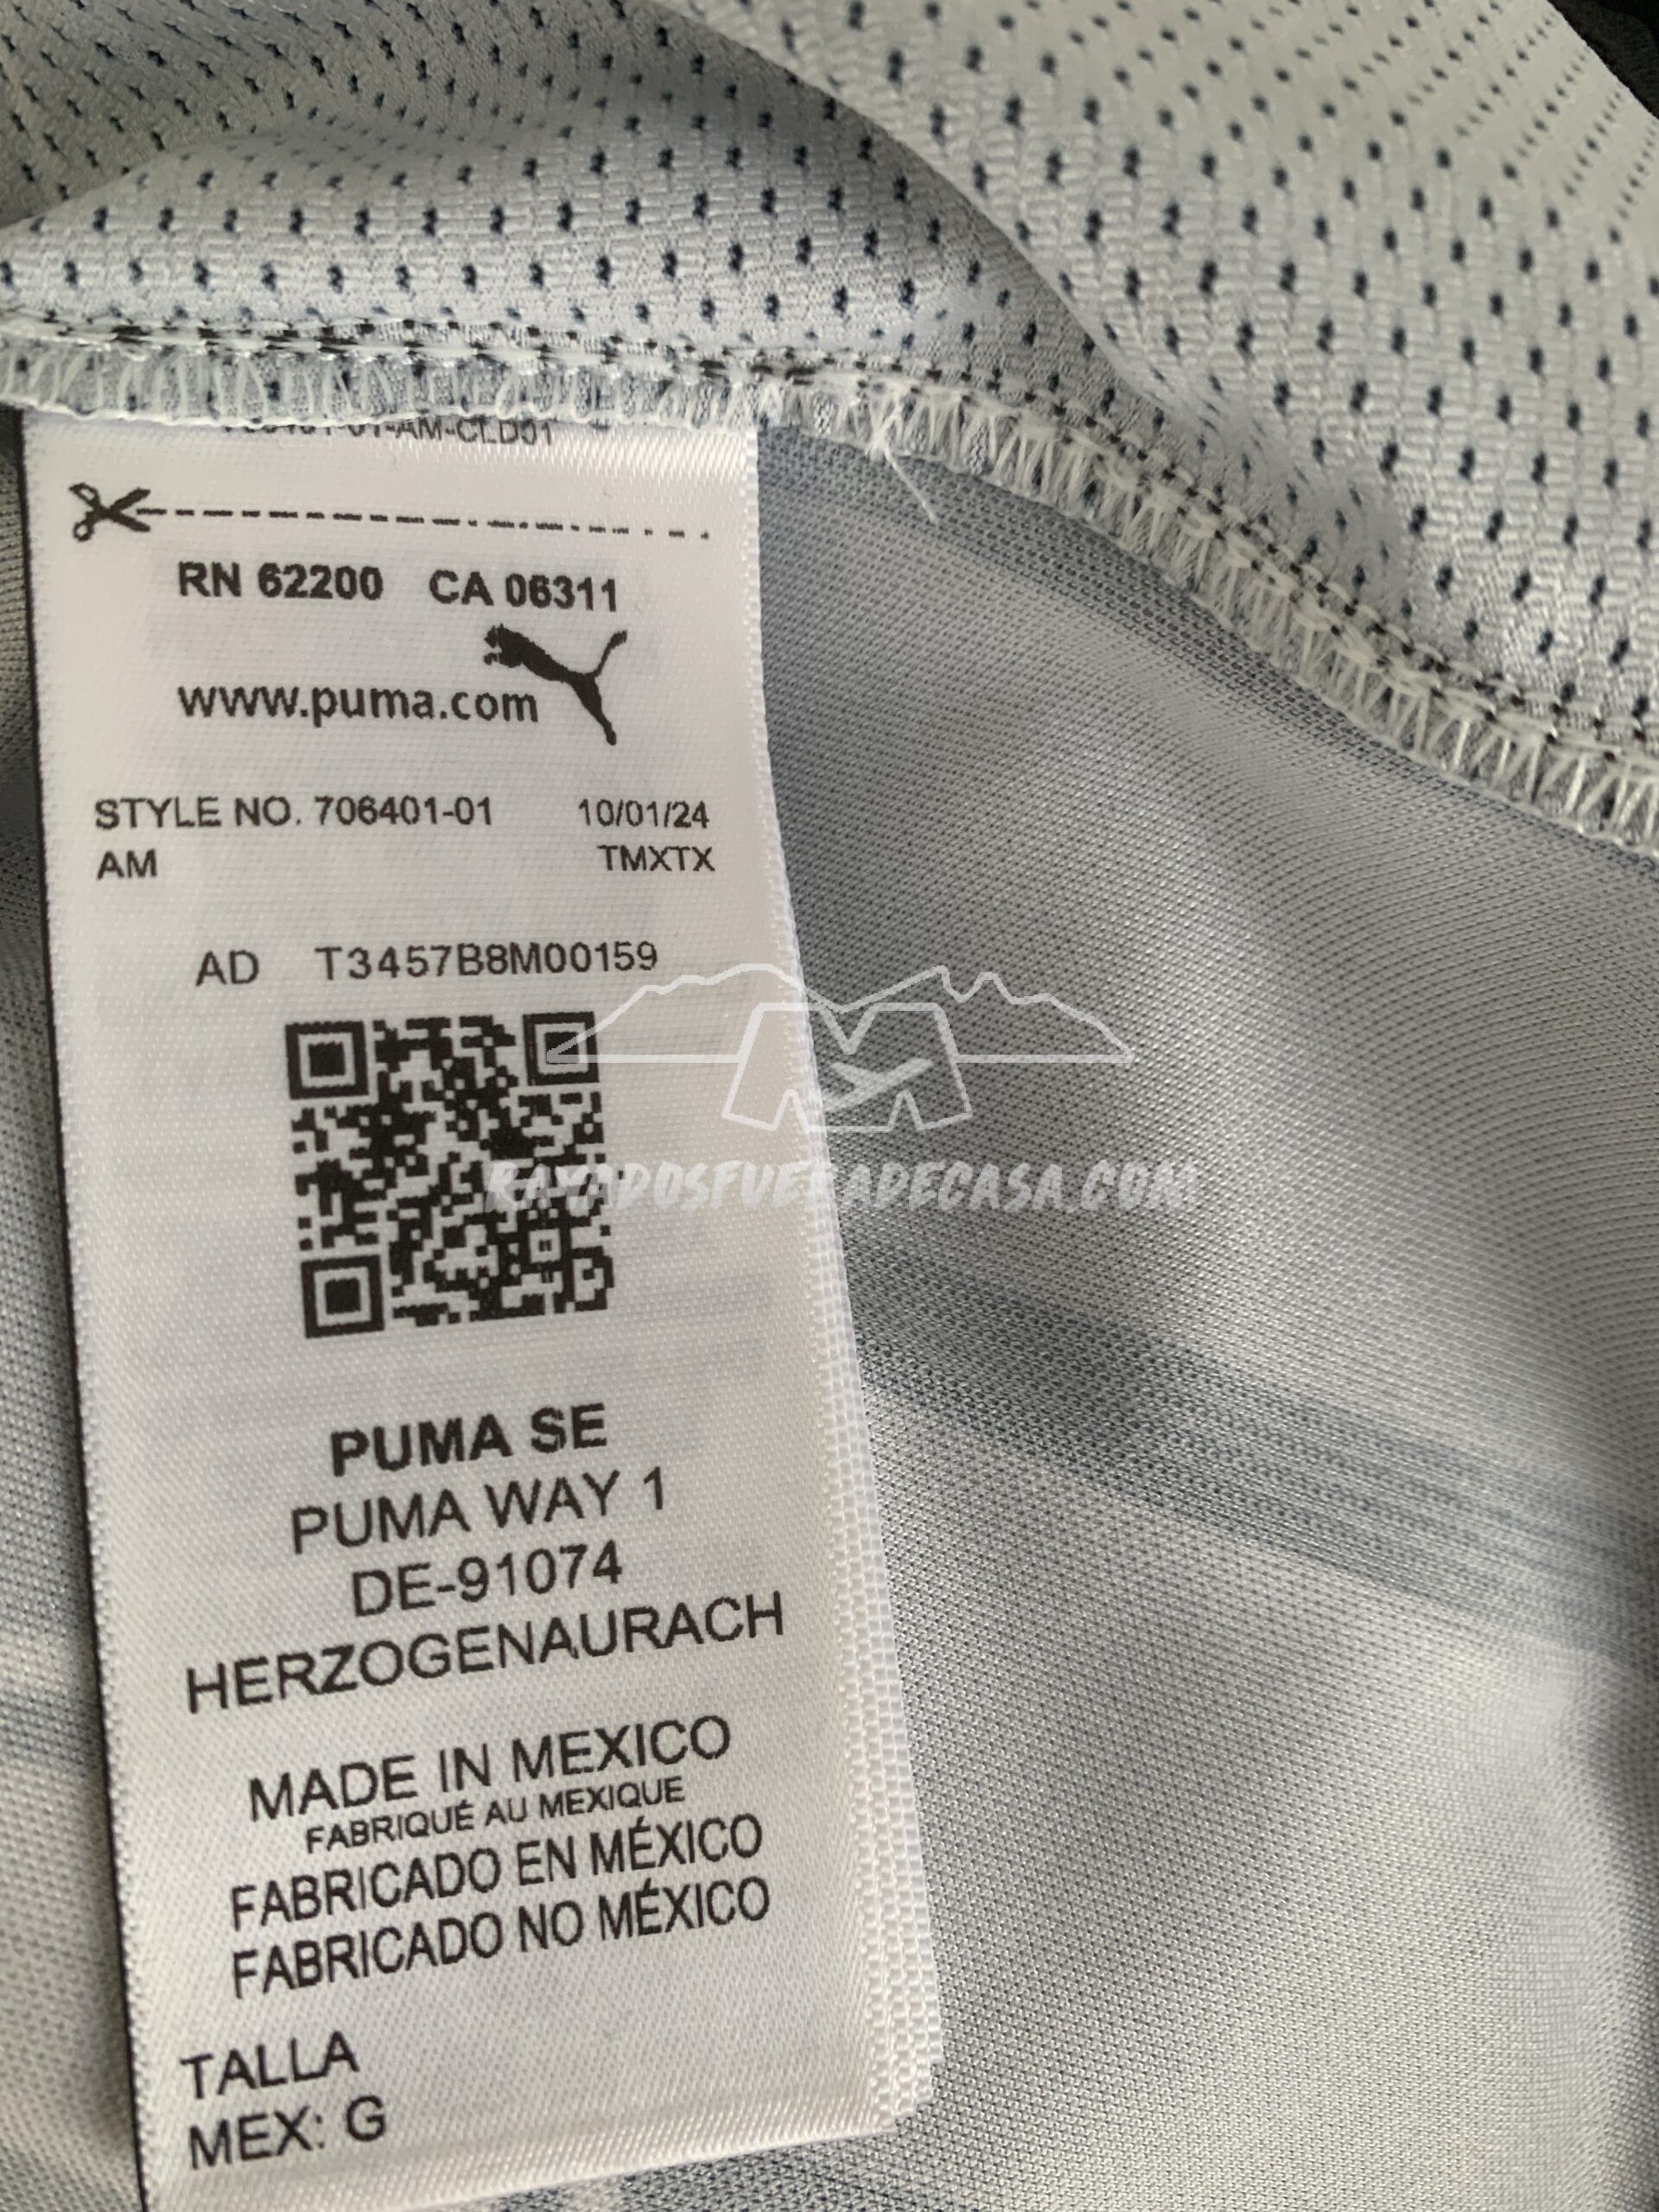 RN 62200 CA 06311
www.puma.com
STYLE NO. 706401-01 10/01/24
AM TMXTX
AD T3457B8M00159
RAYADOSFUERADECASA.COM
PUMA SE
PUMA WAY 1
DE-91074
HERZOGENAURACH
MADE IN MEXICO
FABRIQUÉ AU MEXIQUE
FABRICADO EN MÉXICO
FABRICADO NO MÉXICO
TALLA
MEX: G